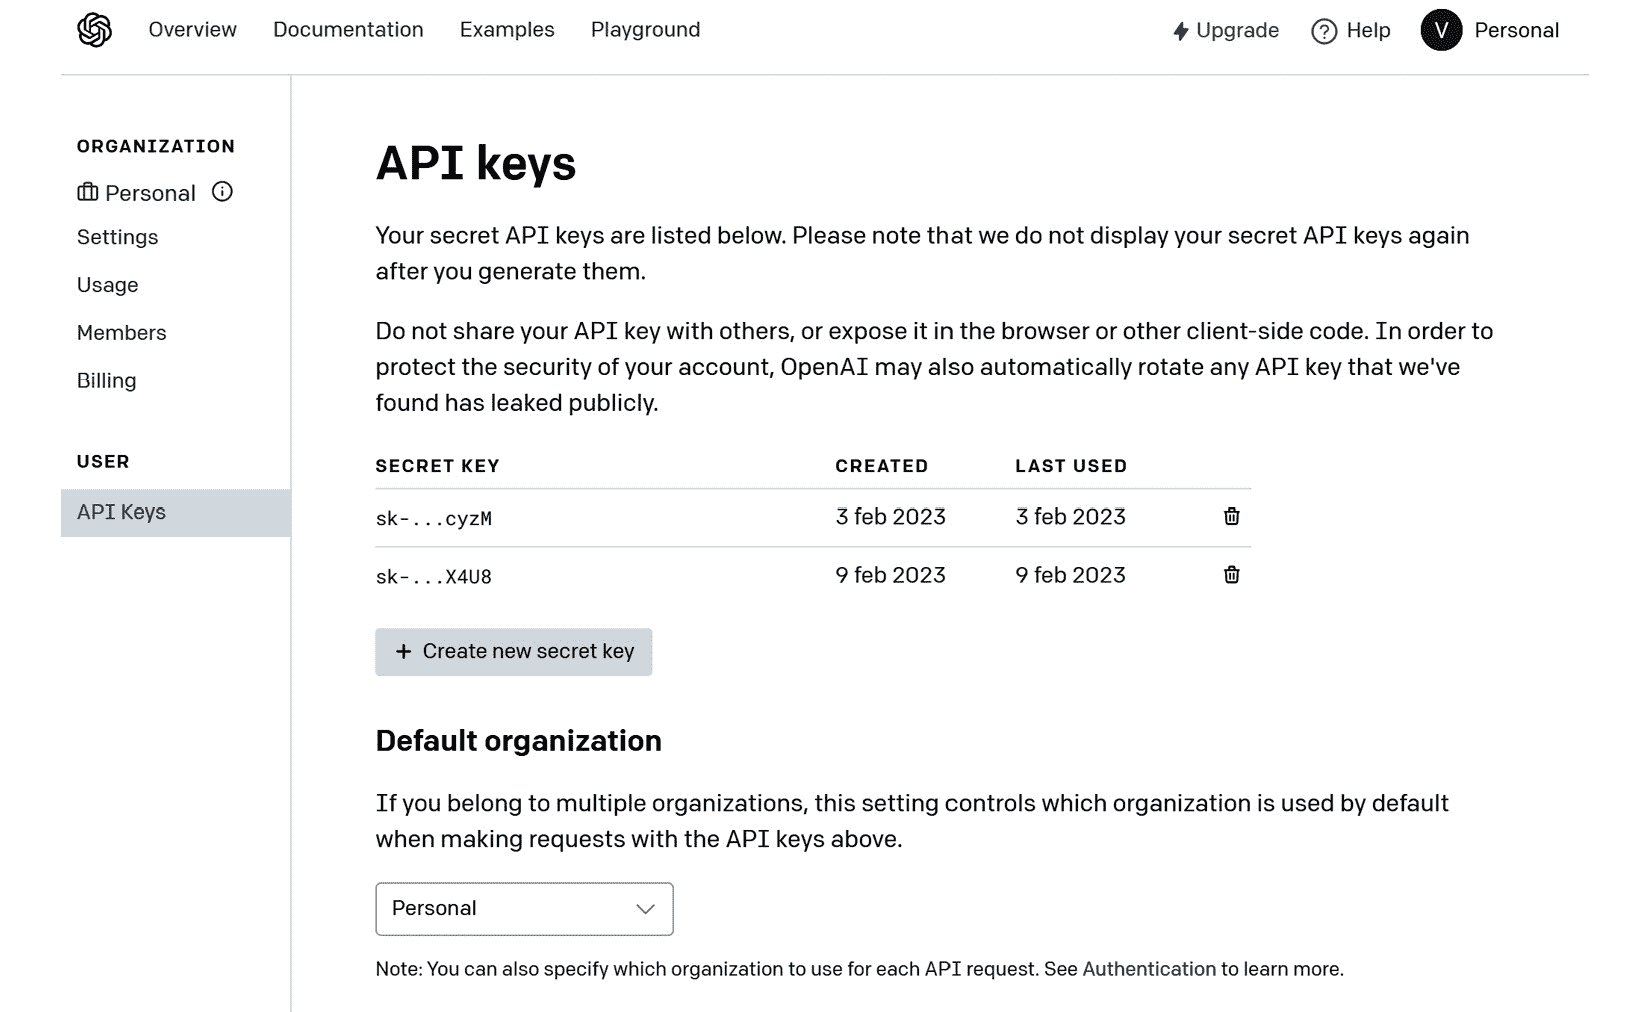 Overview Documentation Examples Playground Upgrade Help V Personal
ORGANIZATION
Personal
Settings
Usage
Members
Billing
USER
API Keys
API keys
Your secret API keys are listed below. Please note that we do not display your secret API keys again
after you generate them.
Do not share your API key with others, or expose it in the browser or other client-side code. In order to
protect the security of your account, OpenAI may also automatically rotate any API key that we've
found has leaked publicly.
SECRET KEY CREATED LAST USED
sk-...cyzM 3 feb 2023 3 feb 2023
sk-...X4U8 9 feb 2023 9 feb 2023
+ Create new secret key
Default organization
If you belong to multiple organizations, this setting controls which organization is used by default
when making requests with the API keys above.
Personal
Note: You can also specify which organization to use for each API request. See Authentication to learn more.